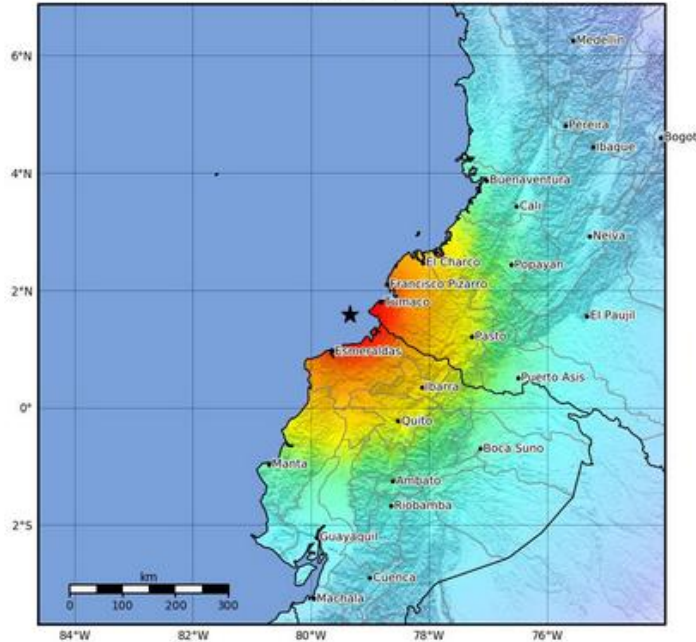 6°N
Medellin
Pereira
Bogot
Ibague
4°N
Buenaventura
Cali
Neiva
El Charco
Popayan
2°N
Francisco Pizarro
Tumaco
El Paujil
Pasto
Esmeraldas
Puerto Asis
Ibarra
0°
Quito
Boca Suno
Manta
Ambato
Riobamba
2°S
Guayaquil
km
Cuenca
0 100 200 300
Machala
84°W 82°W 80°W 78°W 76°W